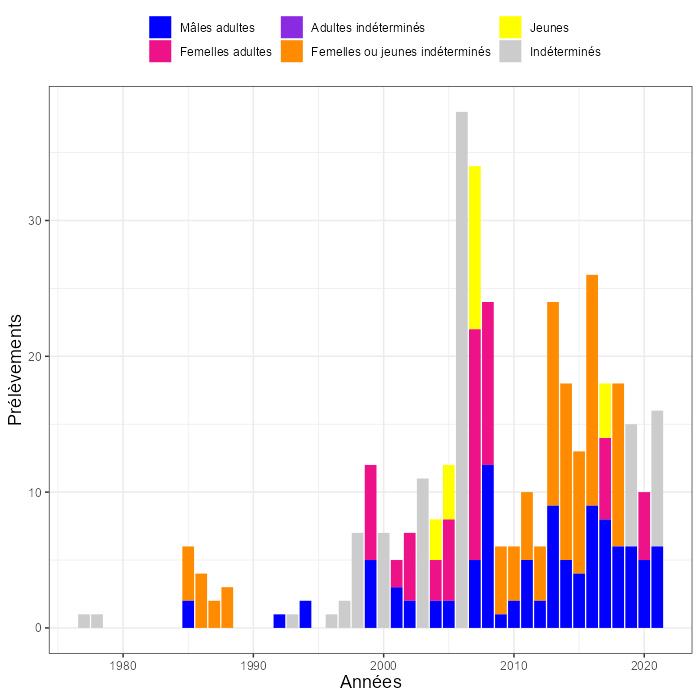 Mâles adultes
Adultes indéterminés
Jeunes
Femelles adultes
Femelles ou jeunes indéterminés
Indéterminés
30
20
10
0
Prélèvements
1980
1990
2000
2010
2020
Années